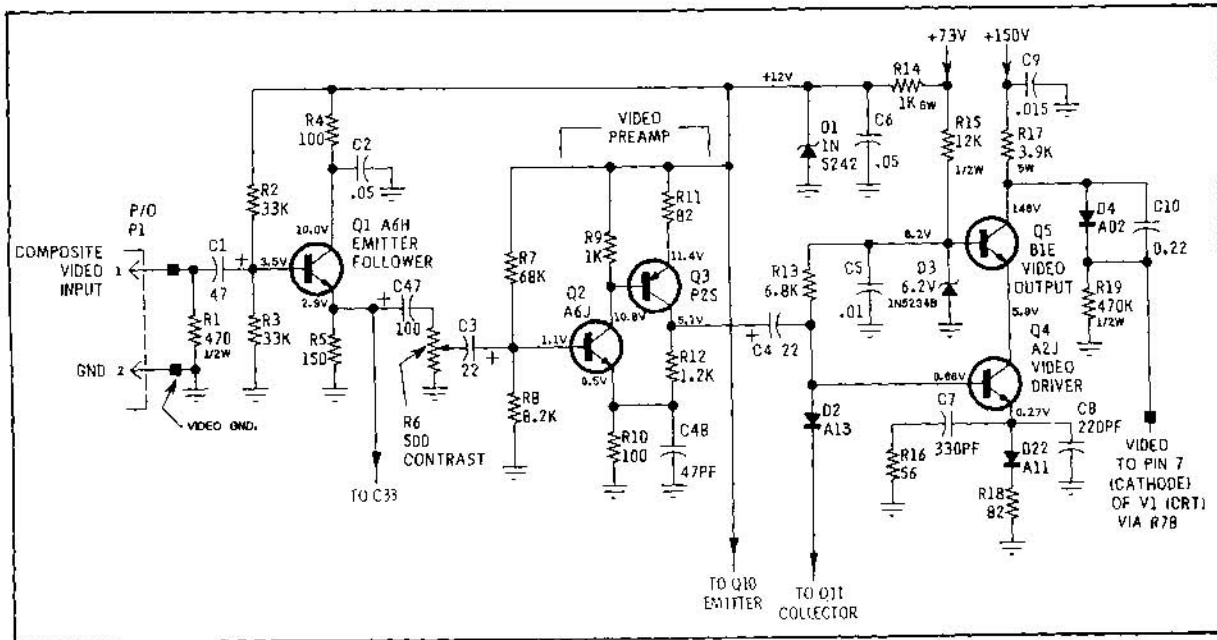 +73V
+150V
C9
.015
R14
1K 6W
+12V
R4
100
C2
.05
VIDEO
PREAMP
D1
1N
5242
C6
.05
R15
12K
1/2W
R17
3.9K
5W
R2
33K
R11
82
P/O
P1
Q1 A6H
EMITTER
FOLLOWER
10.0V
R9
1K
148V
D4
A02
C10
0.22
COMPOSITE
VIDEO
INPUT
1
C1
+
47
3.5V
R7
68K
11.4V
Q3
P2S
8.2V
R13
6.8K
C5
.01
D3
6.2V
1N5234B
Q5
B1E
VIDEO
OUTPUT
2.9V
+
C47
100
Q2
A6J
10.8V
5.1V
R1
470
1/2W
R3
33K
R5
150
C3
+
22
1.1V
+
C4 22
5.8V
R19
470K
1/2W
Q4
A2J
VIDEO
DRIVER
GND 2
0.5V
R12
1.2K
0.66V
VIDEO GND.
R6
500
CONTRAST
R8
8.2K
D2
A13
C7
330PF
0.27V
C8
220PF
R10
100
C48
47PF
R16
56
D22
A11
R18
82
VIDEO
TO PIN 7
(CATHODE)
OF V1 (CRT)
VIA R78
TO C33
TO Q10
EMITTER
TO Q11
COLLECTOR